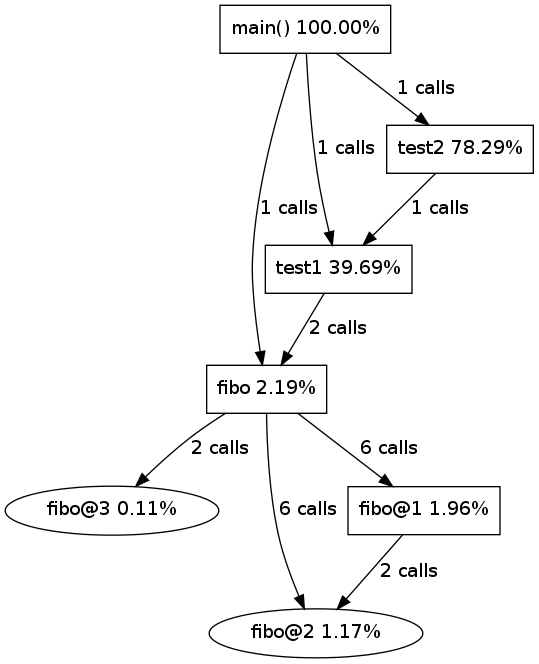 main() 100.00%
1 calls
test2 78.29%
1 calls
1 calls
1 calls
test1 39.69%
2 calls
fibo 2.19%
2 calls
6 calls
6 calls
fibo@3 0.11%
fibo@1 1.96%
2 calls
fibo@2 1.17%